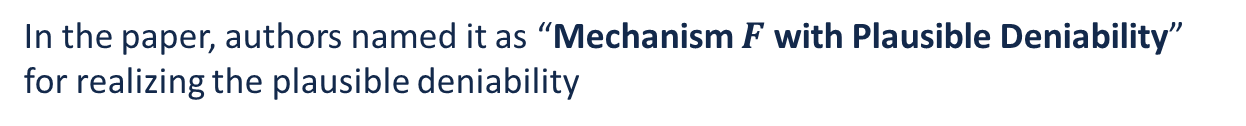 In the paper, authors named it as “Mechanism F with Plausible Deniability”
for realizing the plausible deniability